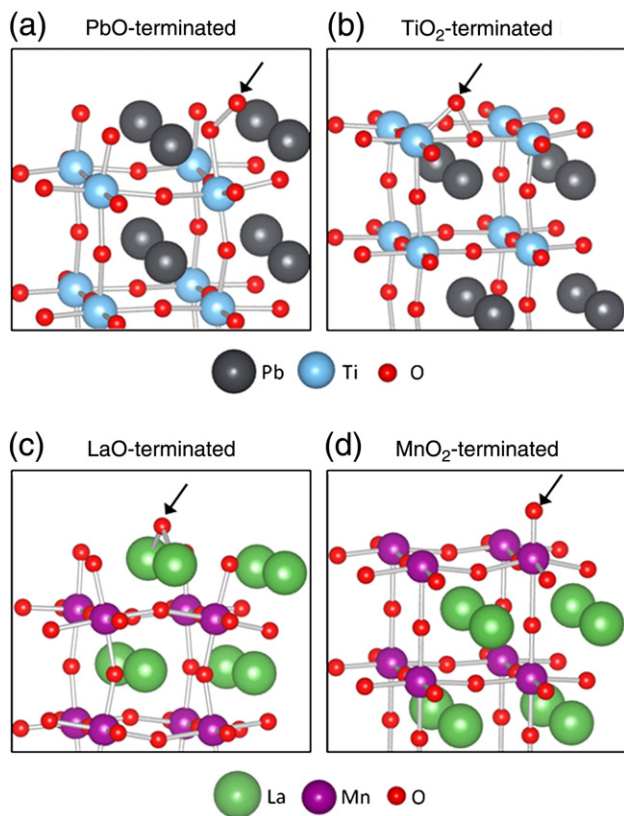 (a) PbO-terminated
(b) TiO₂-terminated
Pb Ti O
(c) LaO-terminated
(d) MnO₂-terminated
La Mn O